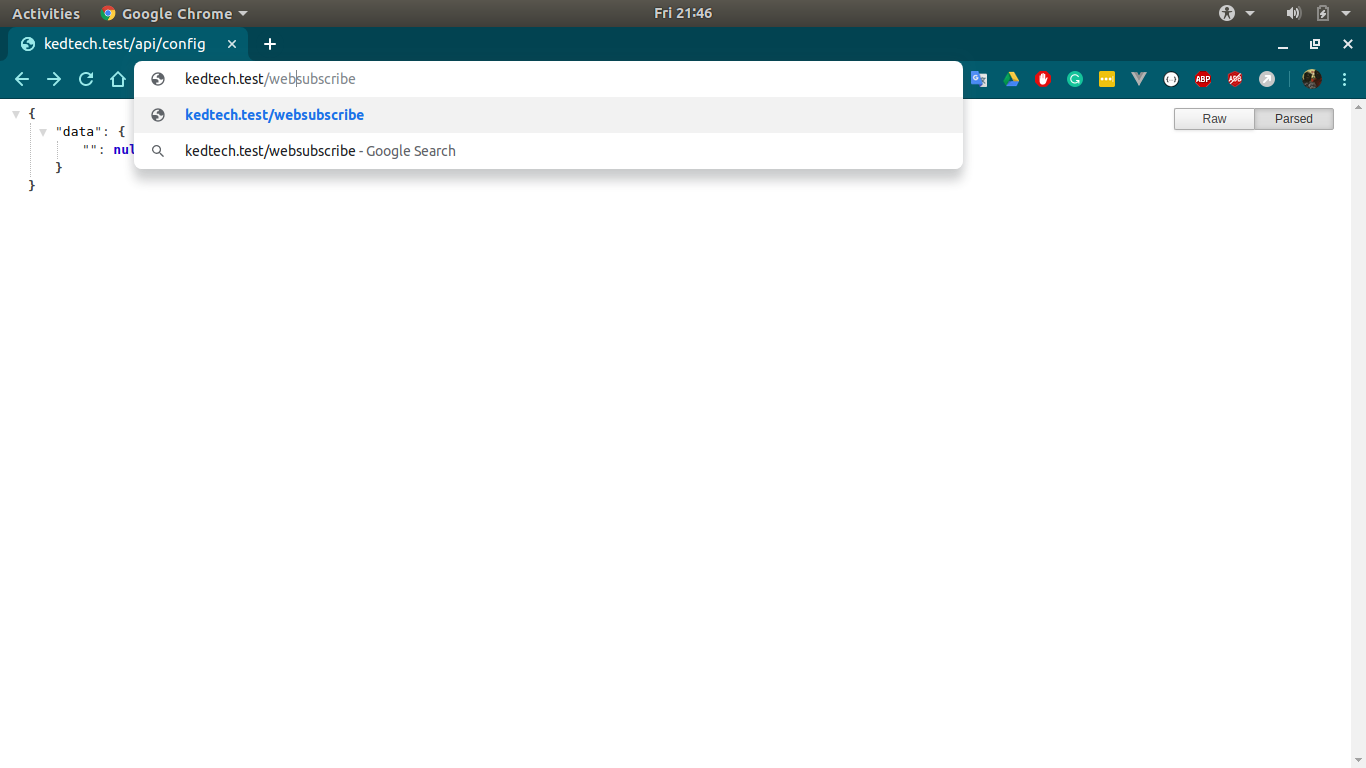 Activities Google Chrome Fri 21:46
kedtech.test/api/config
kedtech.test/websubscribe
kedtech.test/websubscribe
kedtech.test/websubscribe - Google Search
ABP
Raw Parsed
{
"data": {
"": nul
}
}